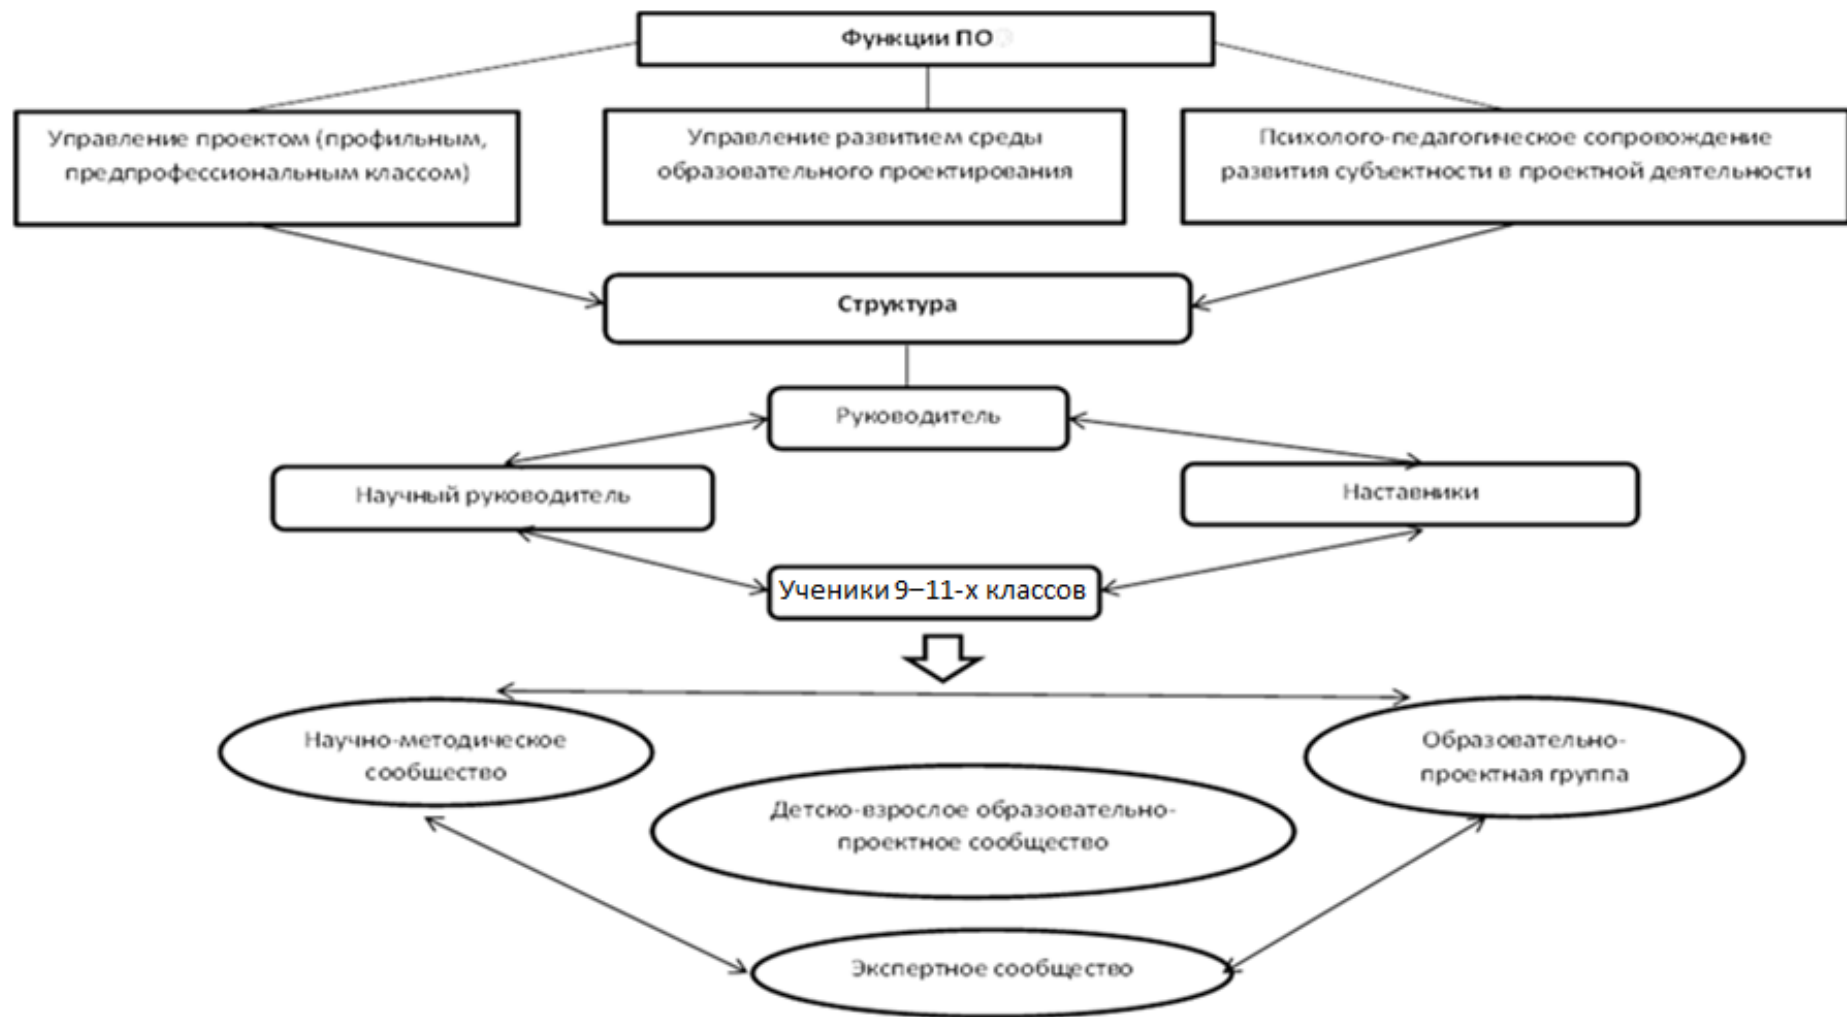 Функции ПО
Управление проектом (профильным,
предпрофессиональным классом)
Управление развитием среды
образовательного проектирования
Психолого-педагогическое сопровождение
развития субъектности в проектной деятельности
Структура
Руководитель
Научный руководитель
Наставники
Ученики 9–11-х классов
Научно-методическое
сообщество
Образовательно-
проектная группа
Детско-взрослое образовательно-
проектное сообщество
Экспертное сообщество